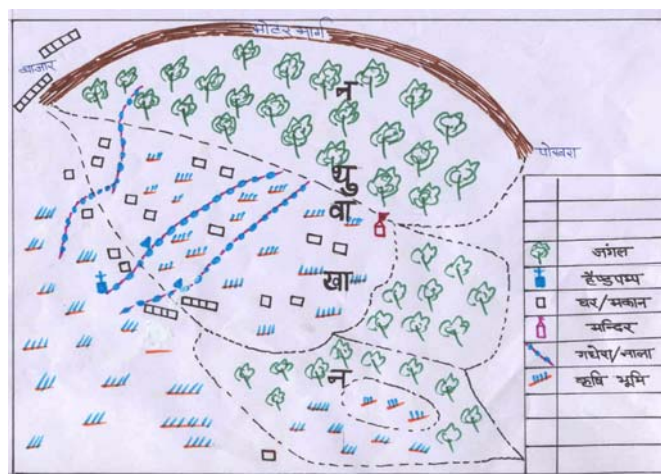 मोटर मार्ग
बाजार
पोखरा
न
थु
वा
खा
न
जंगल
हैण्डपम्प
घर/मकान
मन्दिर
गधेरा/नाला
कृषि भूमि